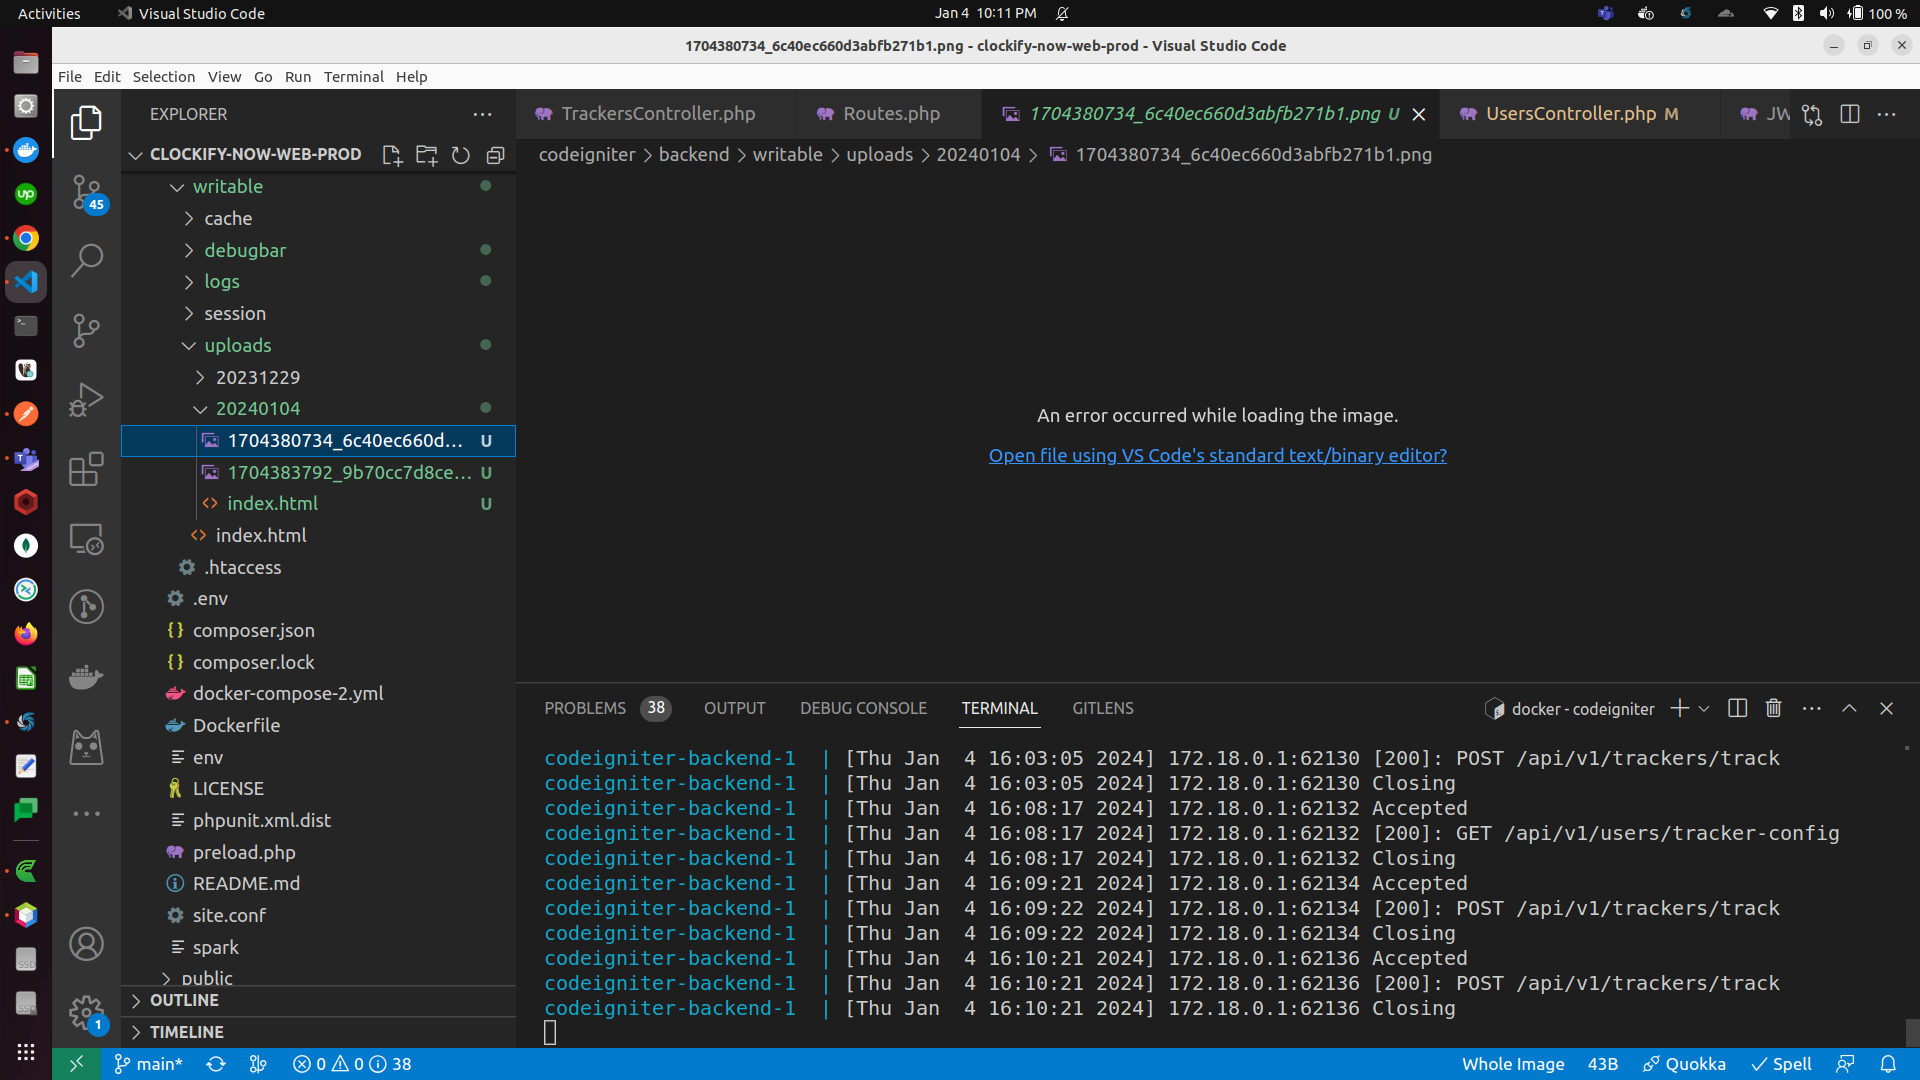 Activities
Visual Studio Code
Jan 4 10:11 PM
100 %
1704380734_6c40ec660d3abfb271b1.png - clockify-now-web-prod - Visual Studio Code
File Edit Selection View Go Run Terminal Help
EXPLORER
CLOCKIFY-NOW-WEB-PROD
45
writable
cache
debugbar
logs
session
uploads
20231229
20240104
1704380734_6c40ec660d... U
1704383792_9b70cc7d8ce... U
index.html U
index.html
.htaccess
.env
composer.json
composer.lock
docker-compose-2.yml
Dockerfile
env
LICENSE
phpunit.xml.dist
preload.php
README.md
site.conf
spark
public
OUTLINE
TIMELINE
1
TrackersController.php
Routes.php
1704380734_6c40ec660d3abfb271b1.png U
UsersController.php M
JW
codeigniter > backend > writable > uploads > 20240104 > 1704380734_6c40ec660d3abfb271b1.png
An error occurred while loading the image.
Open file using VS Code's standard text/binary editor?
PROBLEMS 38 OUTPUT DEBUG CONSOLE TERMINAL GITLENS
docker - codeigniter
codeigniter-backend-1 | [Thu Jan  4 16:03:05 2024] 172.18.0.1:62130 [200]: POST /api/v1/trackers/track
codeigniter-backend-1 | [Thu Jan  4 16:03:05 2024] 172.18.0.1:62130 Closing
codeigniter-backend-1 | [Thu Jan  4 16:08:17 2024] 172.18.0.1:62132 Accepted
codeigniter-backend-1 | [Thu Jan  4 16:08:17 2024] 172.18.0.1:62132 [200]: GET /api/v1/users/tracker-config
codeigniter-backend-1 | [Thu Jan  4 16:08:17 2024] 172.18.0.1:62132 Closing
codeigniter-backend-1 | [Thu Jan  4 16:09:21 2024] 172.18.0.1:62134 Accepted
codeigniter-backend-1 | [Thu Jan  4 16:09:22 2024] 172.18.0.1:62134 [200]: POST /api/v1/trackers/track
codeigniter-backend-1 | [Thu Jan  4 16:09:22 2024] 172.18.0.1:62134 Closing
codeigniter-backend-1 | [Thu Jan  4 16:10:21 2024] 172.18.0.1:62136 Accepted
codeigniter-backend-1 | [Thu Jan  4 16:10:21 2024] 172.18.0.1:62136 [200]: POST /api/v1/trackers/track
codeigniter-backend-1 | [Thu Jan  4 16:10:21 2024] 172.18.0.1:62136 Closing
main* 0 0 38
Whole Image 43B Quokka Spell